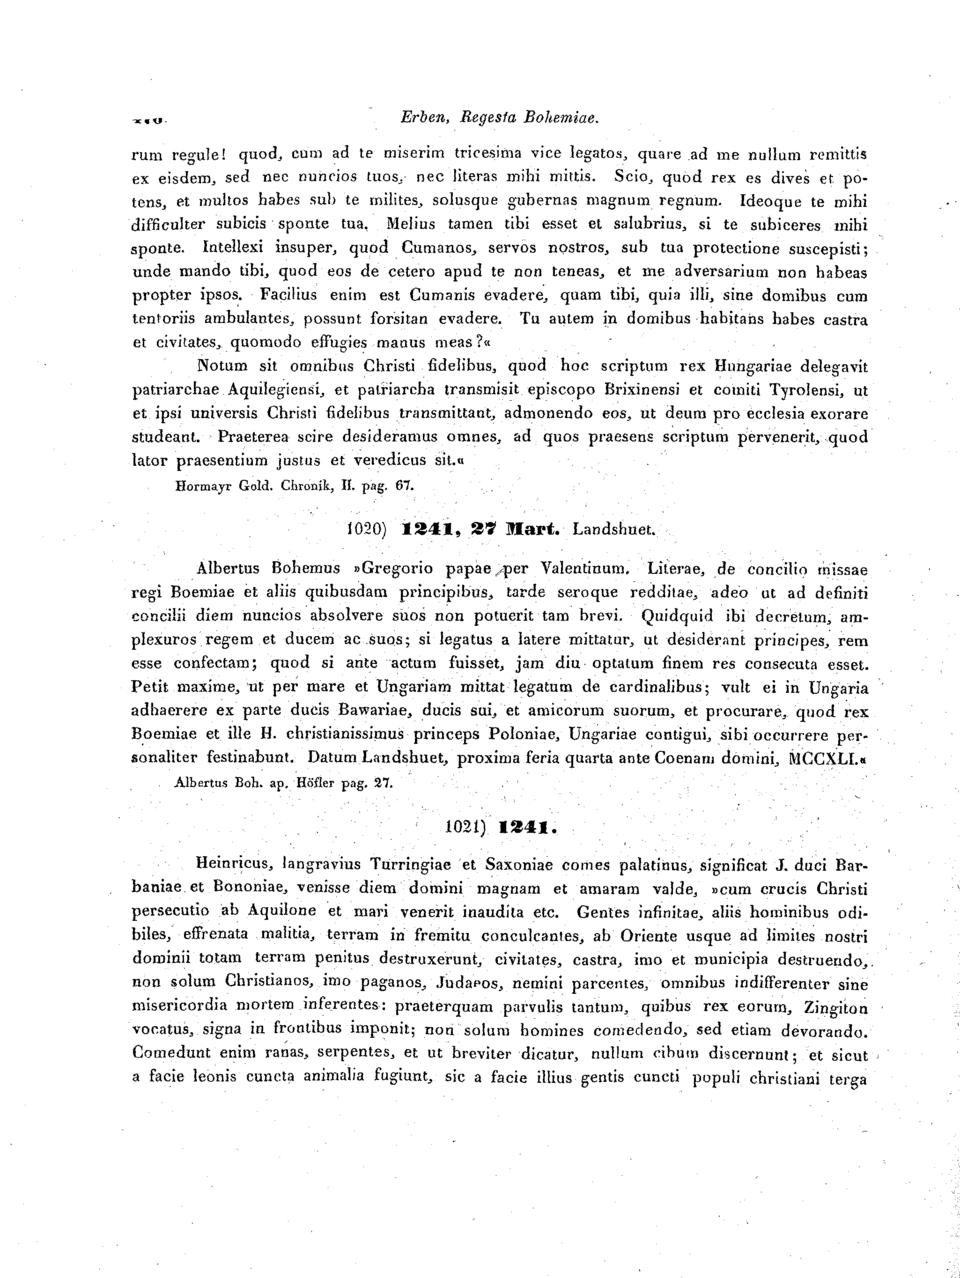 Erben, Regesta Bohemiae.
rum regule! quod, cum ad te miserim tricesima vice legatos, quare ad me nullum remittis
ex eisdem, sed nec nuncios tuos, nec literas mihi mittis. Scio, quod rex es dives et po-
tens, et multos habes sub te milites, solusque gubernas magnum regnum. Ideoque te mihi
difficulter subicis sponte tua. Melius tamen tibi esset et salubrius, si te subiceres mihi
sponte. Intellexi insuper, quod Cumanos, servos nostros, sub tua protectione suscepisti;
unde mando tibi, quod eos de cetero apud te non teneas, et me adversarium non habeas
propter ipsos. Facilius enim est Cumanis evadere, quam tibi, quia illi, sine domibus cum
tentoriis ambulantes, possunt forsitan evadere. Tu autem in domibus habitans habes castra
et civitates, quomodo effugies manus meas?«
Notum sit omnibus Christi fidelibus, quod hoc scriptum rex Hungariae delegavit
patriarchae Aquilegiensi, et patriarcha transmisit episcopo Brixinensi et comiti Tyrolensi, ut
et ipsi universis Christi fidelibus transmittant, admonendo eos, ut deum pro ecclesia exorare
studeant. Praeterea scire desideramus omnes, ad quos praesens scriptum pervenerit, quod
lator praesentium justus et veredicus sit.«
Hormayr Gold. Chronik, II. pag. 67.
1020) 1241, 27 Mart. Landshuet.
Albertus Bohemus »Gregorio papae per Valentinum. Literae, de concilio missae
regi Boemiae et aliis quibusdam principibus, tarde seroque redditae, adeo ut ad definiti
concilii diem nuncios absolvere suos non potuerit tam brevi. Quidquid ibi decretum, am-
plexuros regem et ducem ac suos; si legatus a latere mittatur, ut desiderant principes, rem
esse confectam; quod si ante actum fuisset, jam diu optatum finem res consecuta esset.
Petit maxime, ut per mare et Ungariam mittat legatum de cardinalibus; vult ei in Ungaria
adhaerere ex parte ducis Bawariae, ducis sui, et amicorum suorum, et procurare, quod rex
Boemiae et ille H. christianissimus princeps Poloniae, Ungariae contigui, sibi occurrere per-
sonaliter festinabunt. Datum Landshuet, proxima feria quarta ante Coenam domini, MCCXLI.«
Albertus Boh. ap. Höfler pag. 27.
1021) 1241.
Heinricus, langravius Turringiae et Saxoniae comes palatinus, significat J. duci Bar-
baniae et Bononiae, venisse diem domini magnam et amaram valde, »cum crucis Christi
persecutio ab Aquilone et mari venerit inaudita etc. Gentes infinitae, aliis hominibus odi-
biles, effrenata malitia, terram in fremitu conculcantes, ab Oriente usque ad limites nostri
dominii totam terram penitus destruxerunt, civitates, castra, imo et municipia destruendo,
non solum Christianos, imo paganos, Judaeos, nemini parcentes, omnibus indifferenter sine
misericordia mortem inferentes: praeterquam parvulis tantum, quibus rex eorum, Zingiton
vocatus, signa in frontibus imponit; non solum homines comedendo, sed etiam devorando.
Comedunt enim ranas, serpentes, et ut breviter dicatur, nullum cibum discernunt; et sicut
a facie leonis cuncta animalia fugiunt, sic a facie illius gentis cuncti populi christiani terga